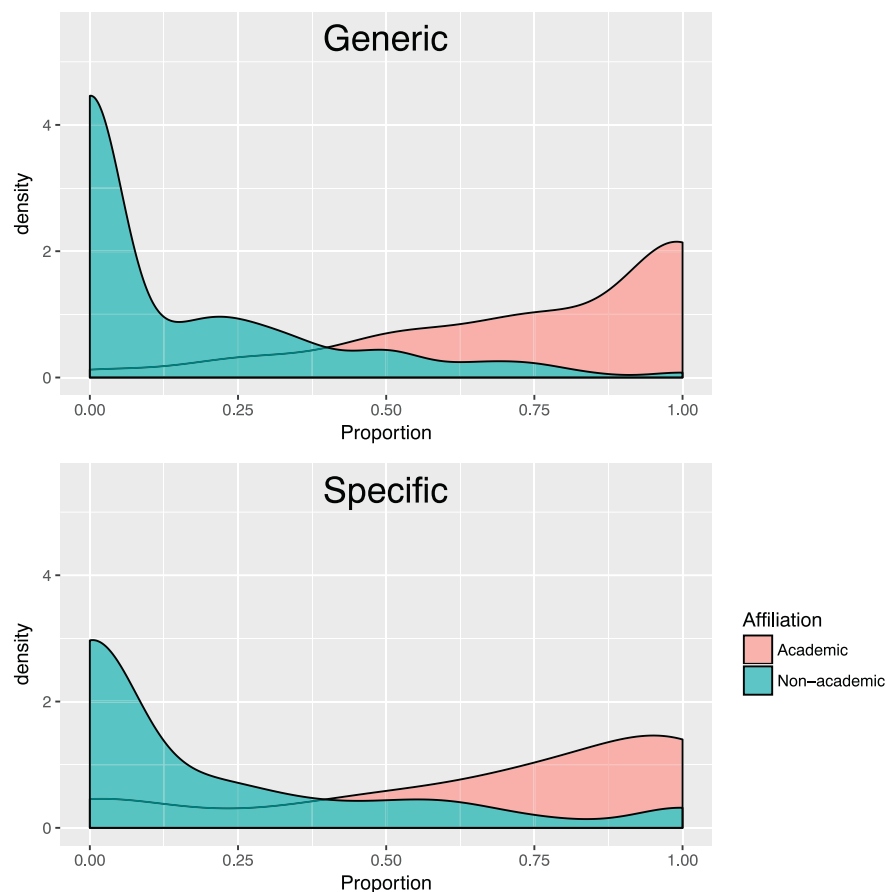 Generic
4
2
0
density
0.00 0.25 0.50 0.75 1.00
Proportion
Specific
4
2
0
density
0.00 0.25 0.50 0.75 1.00
Proportion
Affiliation
Academic
Non−academic